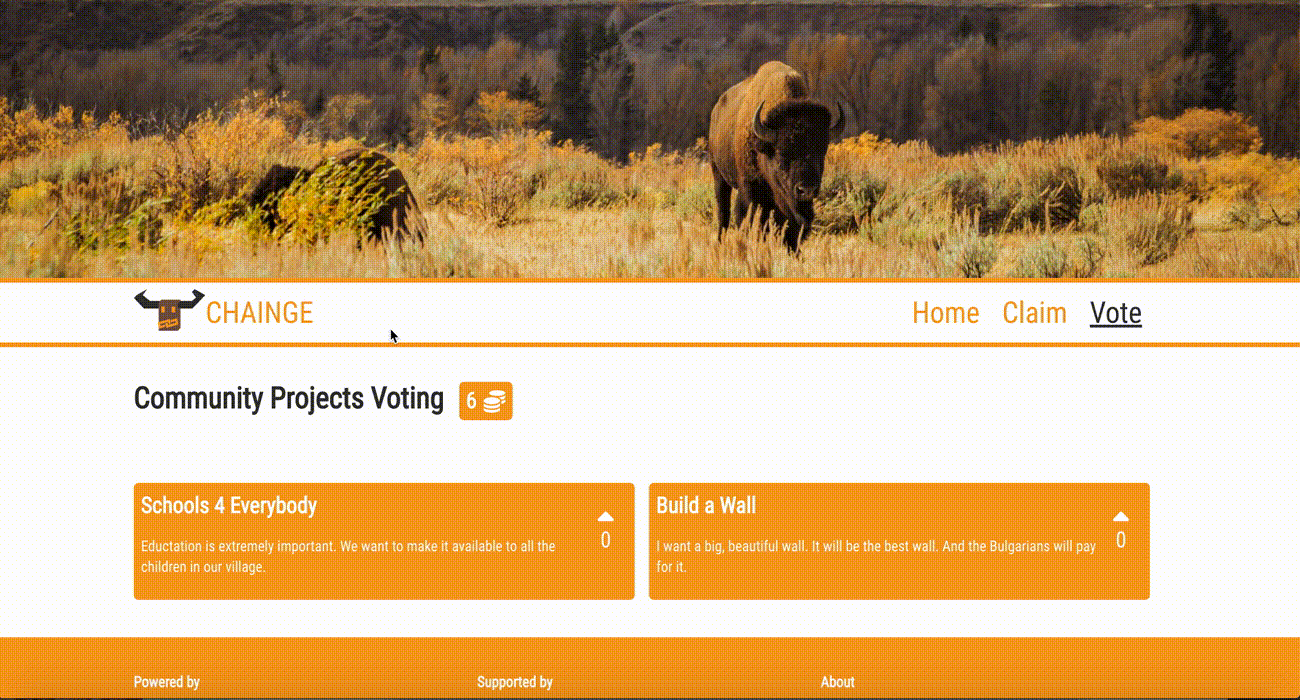 CHAINGE
Home Claim Vote
Community Projects Voting 6
Schools 4 Everybody
0
Eductation is extremely important. We want to make it available to all the
children in our village.
Build a Wall
0
I want a big, beautiful wall. It will be the best wall. And the Bulgarians will pay
for it.
Powered by
Supported by
About